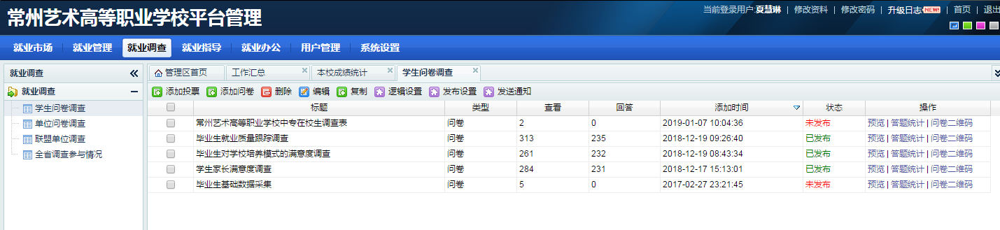 常州艺术高等职业学校平台管理
当前登录用户:夏慧琳 | 修改资料 | 修改密码 | 升级日志 NEW! | 首页 | 退出
就业市场 就业管理 就业调查 就业指导 就业办公 用户管理 系统设置
就业调查
就业调查
学生问卷调查
单位问卷调查
联盟单位调查
全省调查参与情况
管理区首页 工作汇总 本校成绩统计 学生问卷调查
添加投票 添加问卷 删除 编辑 复制 逻辑设置 发布设置 发送通知
标题 类型 查看 回答 添加时间 状态 操作
常州艺术高等职业学校中专在校生调查表 问卷 2 0 2019-01-07 10:04:36 未发布 预览 | 答题统计 | 问卷二维码
毕业生就业质量跟踪调查 问卷 313 235 2018-12-19 09:26:40 已发布 预览 | 答题统计 | 问卷二维码
毕业生对学校培养模式的满意度调查 问卷 261 232 2018-12-19 08:43:34 已发布 预览 | 答题统计 | 问卷二维码
学生家长满意度调查 问卷 284 231 2018-12-17 15:13:01 已发布 预览 | 答题统计 | 问卷二维码
毕业生基础数据采集 问卷 5 0 2017-02-27 23:21:45 未发布 预览 | 答题统计 | 问卷二维码